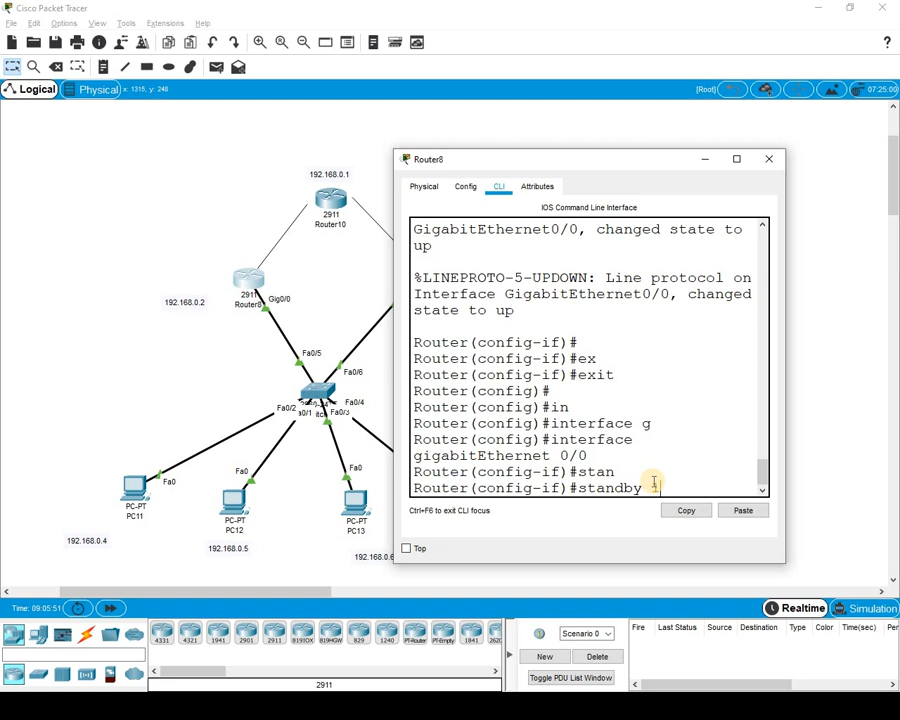 Cisco Packet Tracer
File Edit Options View Tools Extensions Help
?
Logical
Physical x: 1315, y: 248
[Root]
07:25:00
192.168.0.1
2911
Router10
2911
Router8
Gig0/0
192.168.0.2
Fa0/5
Fa0/6
Fa0/2
Fa0/4
Fa0/3
Fa0
Fa0
Fa0
PC-PT
PC11
PC-PT
PC12
PC-PT
PC13
192.168.0.4
192.168.0.5
Router8
Physical Config CLI Attributes
IOS Command Line Interface
GigabitEthernet0/0, changed state to
up
%LINEPROTO-5-UPDOWN: Line protocol on
Interface GigabitEthernet0/0, changed
state to up
Router(config-if)#
Router(config-if)#ex
Router(config-if)#exit
Router(config)#
Router(config)#in
Router(config)#interface g
Router(config)#interface
gigabitEthernet 0/0
Router(config-if)#stan
Router(config-if)#standby 1
Ctrl+F6 to exit CLI focus
Copy
Paste
Top
Time: 09:05:51
Realtime
Simulation
4331 4321 1941 2901 2911 819IOX 819HGW 829 1240 PT-Router PT-Empty 1841
2911
Scenario 0
New
Delete
Toggle PDU List Window
Fire Last Status Source Destination Type Color Time(sec)